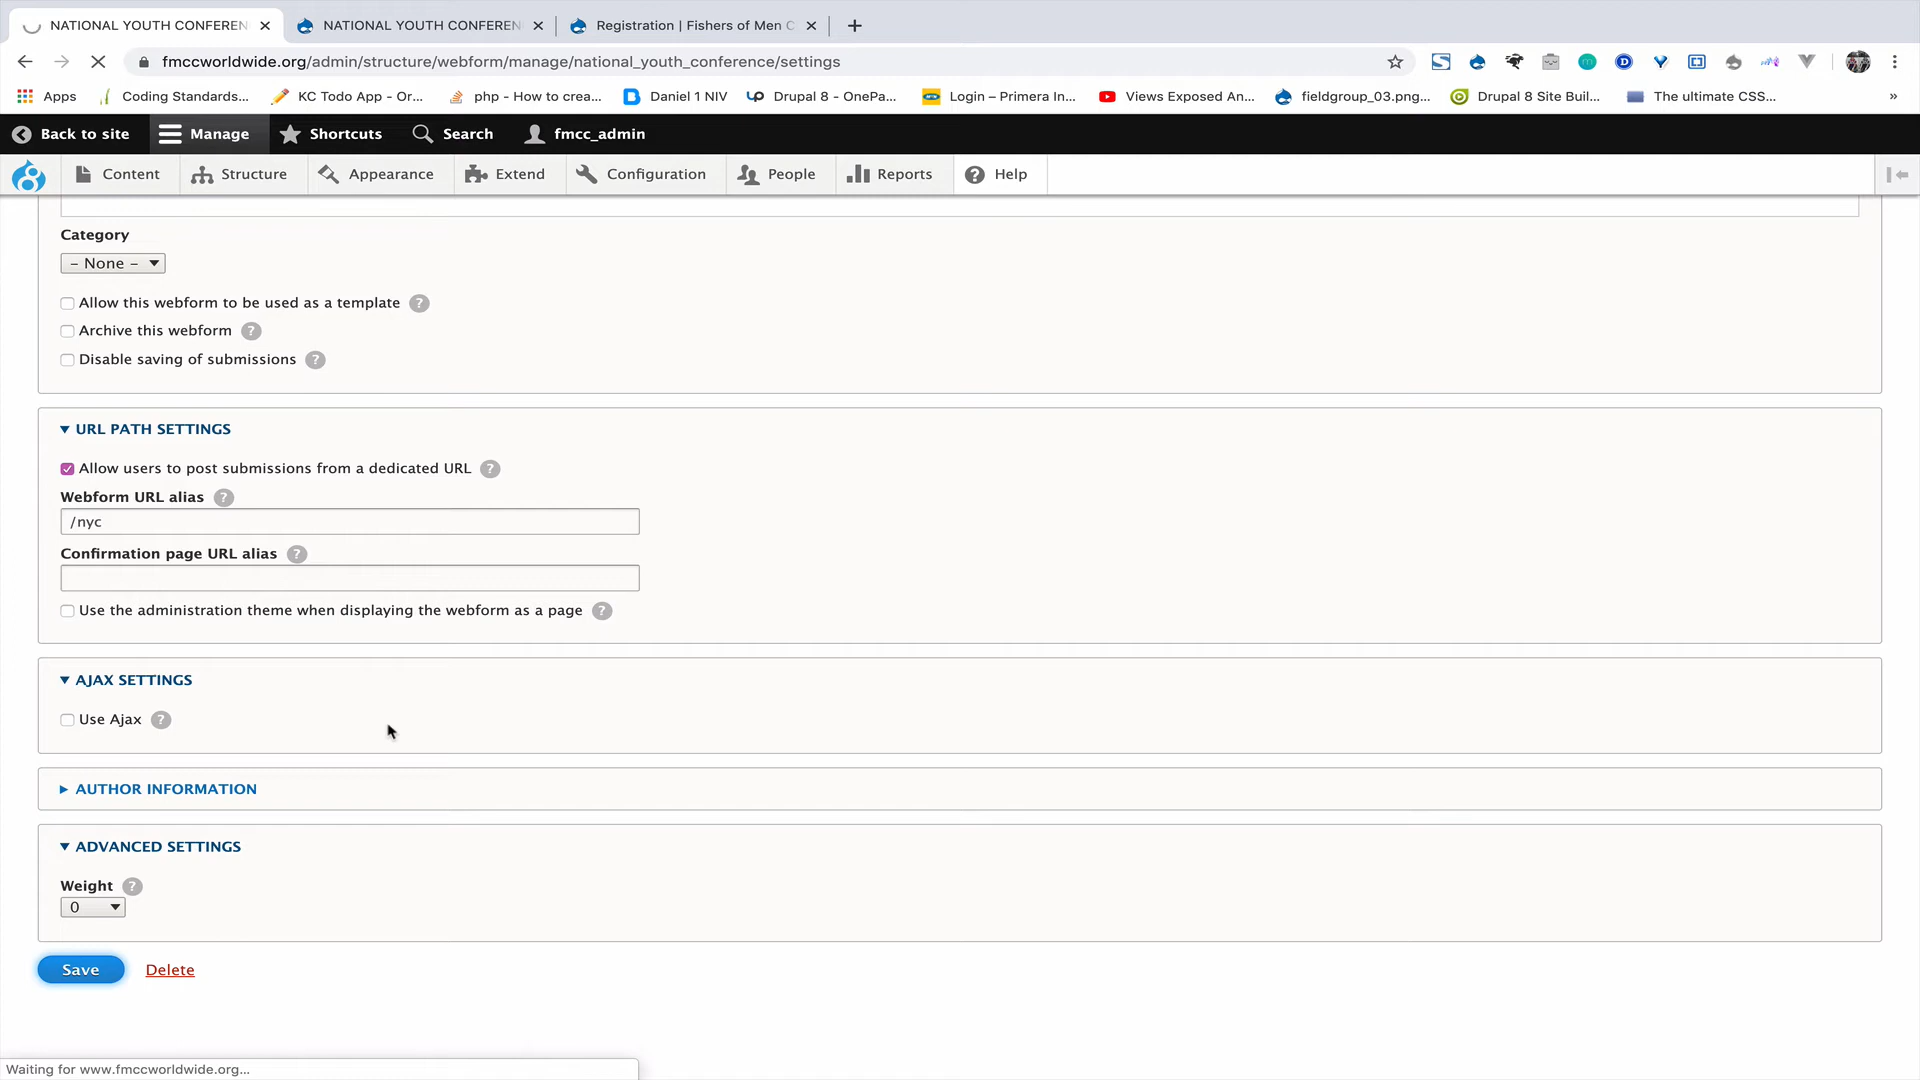 NATIONAL YOUTH CONFEREN
NATIONAL YOUTH CONFEREN
Registration | Fishers of Men C
fmccworldwide.org/admin/structure/webform/manage/national_youth_conference/settings
Apps
Coding Standards...
KC Todo App - Or...
php - How to crea...
Daniel 1 NIV
Drupal 8 - OnePa...
Login – Primera In...
Views Exposed An...
fieldgroup_03.png...
Drupal 8 Site Buil...
The ultimate CSS...
»
Back to site
Manage
Shortcuts
Search
fmcc_admin
Content
Structure
Appearance
Extend
Configuration
People
Reports
Help
Category
– None –
Allow this webform to be used as a template ?
Archive this webform ?
Disable saving of submissions ?
URL PATH SETTINGS
Allow users to post submissions from a dedicated URL ?
Webform URL alias ?
/nyc
Confirmation page URL alias ?
Use the administration theme when displaying the webform as a page ?
AJAX SETTINGS
Use Ajax ?
AUTHOR INFORMATION
ADVANCED SETTINGS
Weight ?
0
Save
Delete
Waiting for www.fmccworldwide.org...